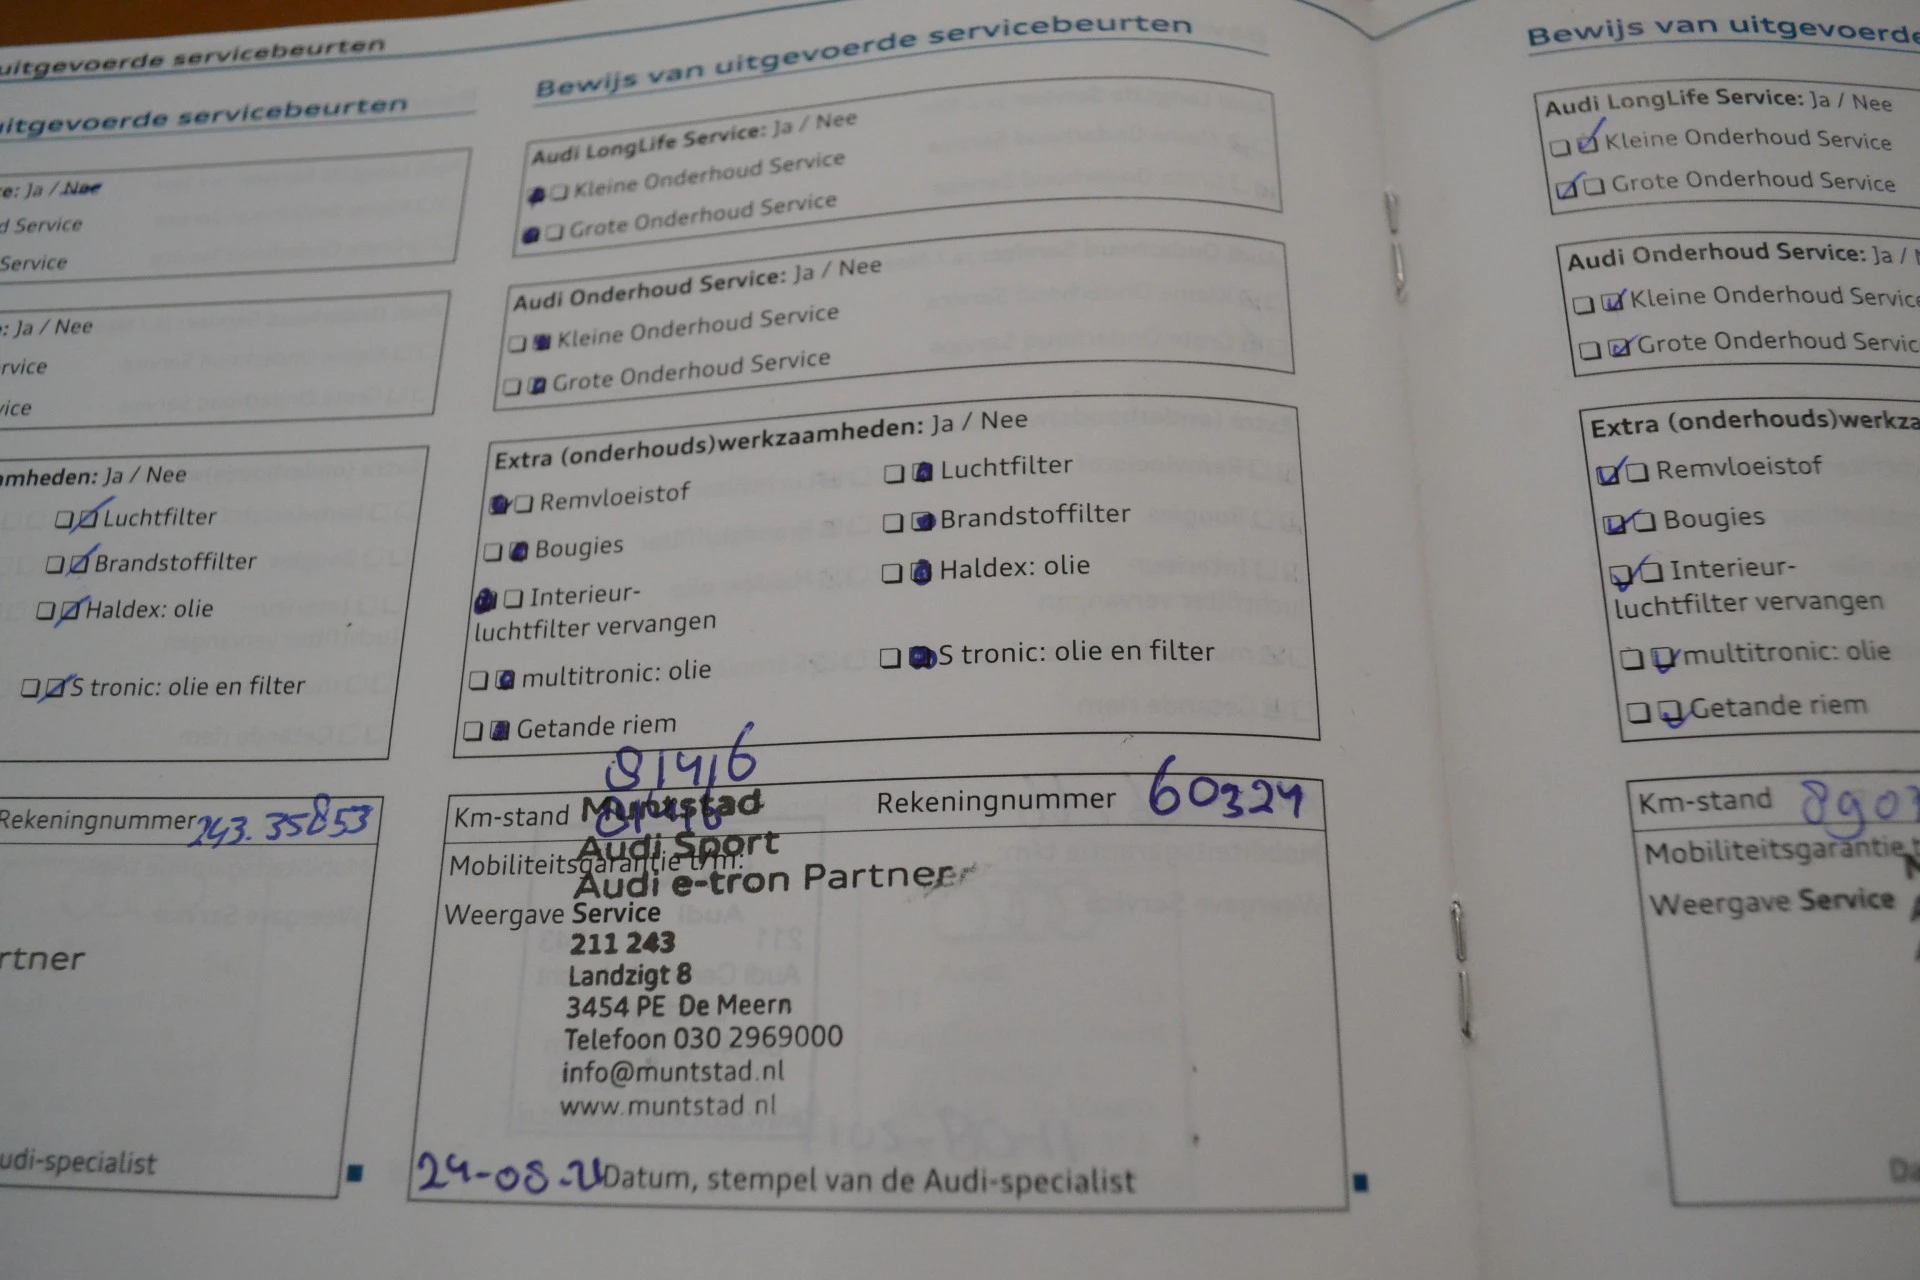 uitgevoerde servicebeurten
uitgevoerde servicebeurten
e: Ja / Nee
d Service
Service
: Ja / Nee
rvice
vice
amheden: Ja / Nee
Luchtfilter
Brandstoffilter
Haldex: olie
S tronic: olie en filter
Rekeningnummer 243.35853
rtner
udi-specialist
Bewijs van uitgevoerde servicebeurten
Audi LongLife Service: Ja / Nee
Kleine Onderhoud Service
Grote Onderhoud Service
Audi Onderhoud Service: Ja / Nee
Kleine Onderhoud Service
Grote Onderhoud Service
Extra (onderhouds)werkzaamheden: Ja / Nee
Remvloeistof
Luchtfilter
Bougies
Brandstoffilter
Interieur-
luchtfilter vervangen
Haldex: olie
multitronic: olie
S tronic: olie en filter
Getande riem
81416
Km-stand 81416 Rekeningnummer 60324
Muntstad
Audi Sport
Mobiliteitsgarantie t/m:
Audi e-tron Partner
Weergave Service
211 243
Landzigt 8
3454 PE De Meern
Telefoon 030 2969000
info@muntstad.nl
www.muntstad.nl
24-08-21 Datum, stempel van de Audi-specialist
Bewijs van uitgevoerde
Audi LongLife Service: Ja / Nee
Kleine Onderhoud Service
Grote Onderhoud Service
Audi Onderhoud Service: Ja /
Kleine Onderhoud Service
Grote Onderhoud Servic
Extra (onderhouds)werkza
Remvloeistof
Bougies
Interieur-
luchtfilter vervangen
multitronic: olie
Getande riem
Km-stand 8903
Mobiliteitsgarantie t
Weergave Service
Da